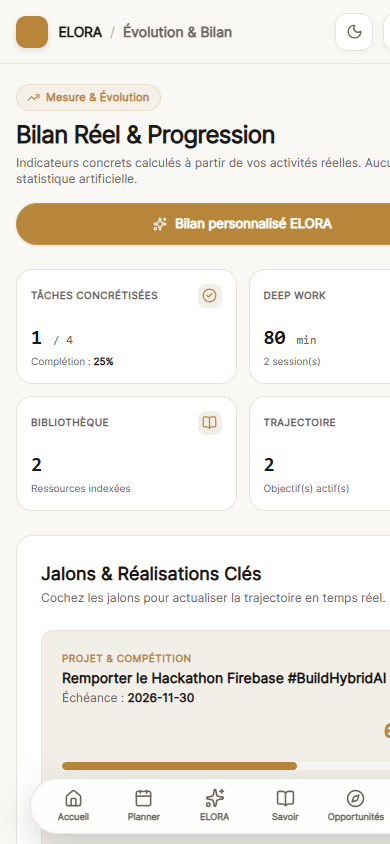 ELORA / Évolution & Bilan
Mesure & Évolution
Bilan Réel & Progression
Indicateurs concrets calculés à partir de vos activités réelles.
statistique artificielle.
Bilan personnalisé ELORA
TÂCHES CONCRÉTISÉES
1 / 4
Complétion : 25%
DEEP WORK
80 min
2 session(s)
BIBLIOTHÈQUE
2
Ressources indexées
TRAJECTOIRE
2
Objectif(s) actif(s)
Jalons & Réalisations Clés
Cochez les jalons pour actualiser la trajectoire en temps réel.
PROJET & COMPÉTITION
Remporter le Hackathon Firebase #BuildHybridAI
Échéance : 2026-11-30
Accueil
Planner
ELORA
Savoir
Opportunités